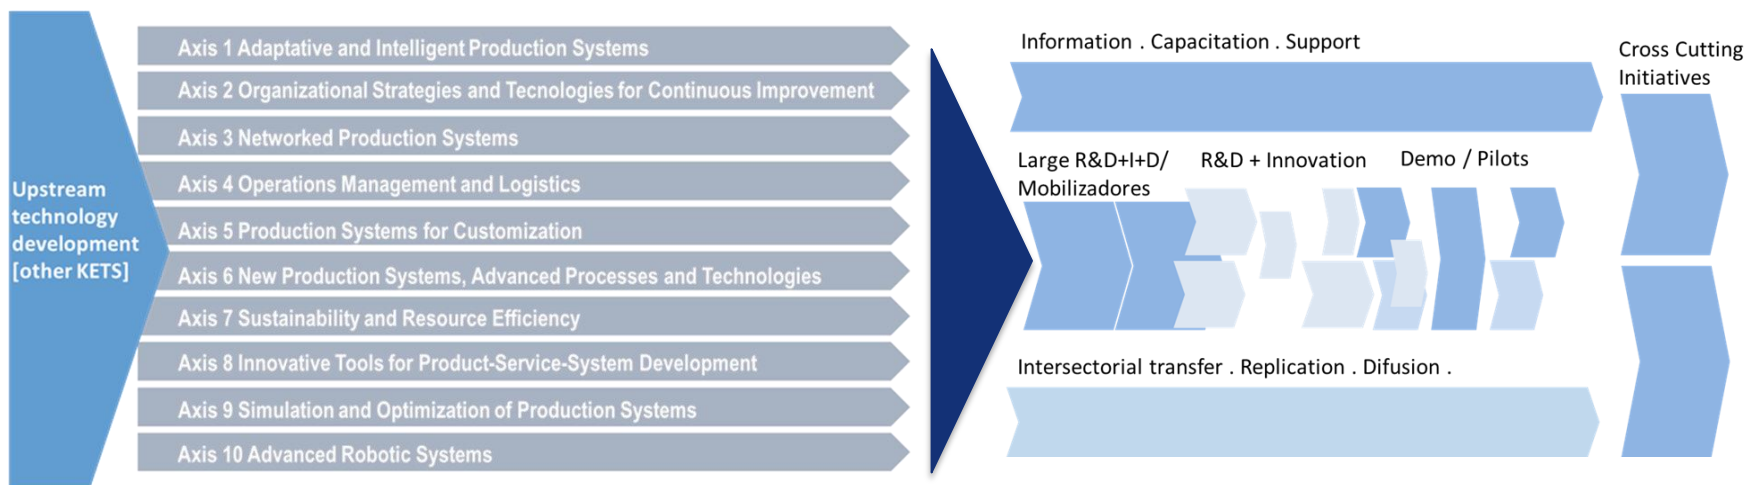 Upstream
technology
development
[other KETS]
Axis 1 Adaptative and Intelligent Production Systems
Axis 2 Organizational Strategies and Tecnologies for Continuous Improvement
Axis 3 Networked Production Systems
Axis 4 Operations Management and Logistics
Axis 5 Production Systems for Customization
Axis 6 New Production Systems, Advanced Processes and Technologies
Axis 7 Sustainability and Resource Efficiency
Axis 8 Innovative Tools for Product-Service-System Development
Axis 9 Simulation and Optimization of Production Systems
Axis 10 Advanced Robotic Systems
Information . Capacitation . Support
Large R&D+I+D/
Mobilizadores
R&D + Innovation
Demo / Pilots
Intersectorial transfer . Replication . Difusion .
Cross Cutting
Initiatives